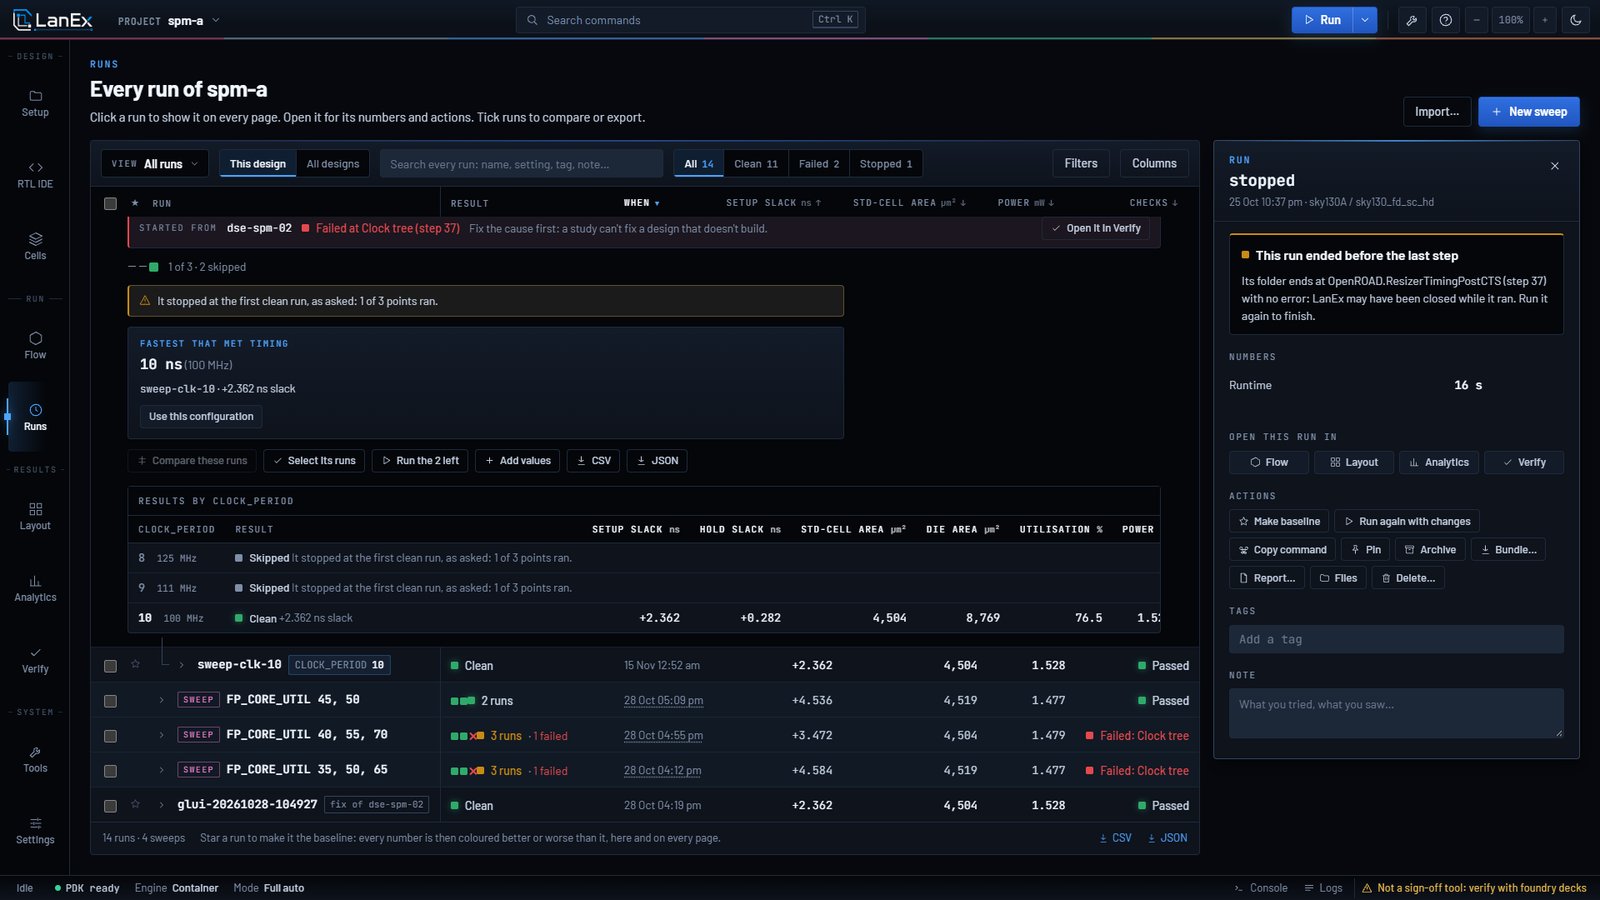 LanEx
PROJECT spm-a
Search commands
Ctrl K
Run
100%
DESIGN
Setup
RTL IDE
Cells
RUN
Flow
Runs
RESULTS
Layout
Analytics
Verify
SYSTEM
Tools
Settings
RUNS
Every run of spm-a
Click a run to show it on every page. Open it for its numbers and actions. Tick runs to compare or export.
Import...
+ New sweep
VIEW All runs
This design
All designs
Search every run: name, setting, tag, note...
All 14
Clean 11
Failed 2
Stopped 1
Filters
Columns
★ RUN RESULT WHEN ▾ SETUP SLACK ns ↑ STD-CELL AREA µm² ↓ POWER mW ↓ CHECKS ↓
STARTED FROM dse-spm-02 Failed at Clock tree (step 37) Fix the cause first: a study can't fix a design that doesn't build.
Open It In Verify
1 of 3 · 2 skipped
It stopped at the first clean run, as asked: 1 of 3 points ran.
FASTEST THAT MET TIMING
10 ns (100 MHz)
sweep-clk-10 · +2.362 ns slack
Use this configuration
Compare these runs
Select Its runs
Run the 2 left
+ Add values
CSV
JSON
RESULTS BY CLOCK_PERIOD
CLOCK_PERIOD RESULT SETUP SLACK ns HOLD SLACK ns STD-CELL AREA µm² DIE AREA µm² UTILISATION % POWER
8 125 MHz Skipped It stopped at the first clean run, as asked: 1 of 3 points ran.
9 111 MHz Skipped It stopped at the first clean run, as asked: 1 of 3 points ran.
10 100 MHz Clean +2.362 ns slack +2.362 +0.282 4,504 8,769 76.5 1.52
sweep-clk-10 CLOCK_PERIOD 10 Clean 15 Nov 12:52 am +2.362 4,504 1.528 Passed
SWEEP FP_CORE_UTIL 45, 50 2 runs 28 Oct 05:09 pm +4.536 4,519 1.477 Passed
SWEEP FP_CORE_UTIL 40, 55, 70 3 runs · 1 failed 28 Oct 04:55 pm +3.472 4,504 1.479 Failed: Clock tree
SWEEP FP_CORE_UTIL 35, 50, 65 3 runs · 1 failed 28 Oct 04:12 pm +4.584 4,519 1.477 Failed: Clock tree
glui-20261028-104927 fix of dse-spm-02 Clean 28 Oct 04:19 pm +2.362 4,504 1.528 Passed
14 runs · 4 sweeps Star a run to make it the baseline: every number is then coloured better or worse than it, here and on every page.
CSV
JSON
RUN
stopped
25 Oct 10:37 pm · sky130A / sky130_fd_sc_hd
This run ended before the last step
Its folder ends at OpenROAD.ResizerTimingPostCTS (step 37)
with no error: LanEx may have been closed while it ran. Run it
again to finish.
NUMBERS
Runtime 16 s
OPEN THIS RUN IN
Flow
Layout
Analytics
Verify
ACTIONS
Make baseline
Run again with changes
Copy command
Pin
Archive
Bundle...
Report...
Files
Delete...
TAGS
Add a tag
NOTE
What you tried, what you saw...
Idle
PDK ready
Engine Container
Mode Full auto
Console
Logs
Not a sign-off tool: verify with foundry decks